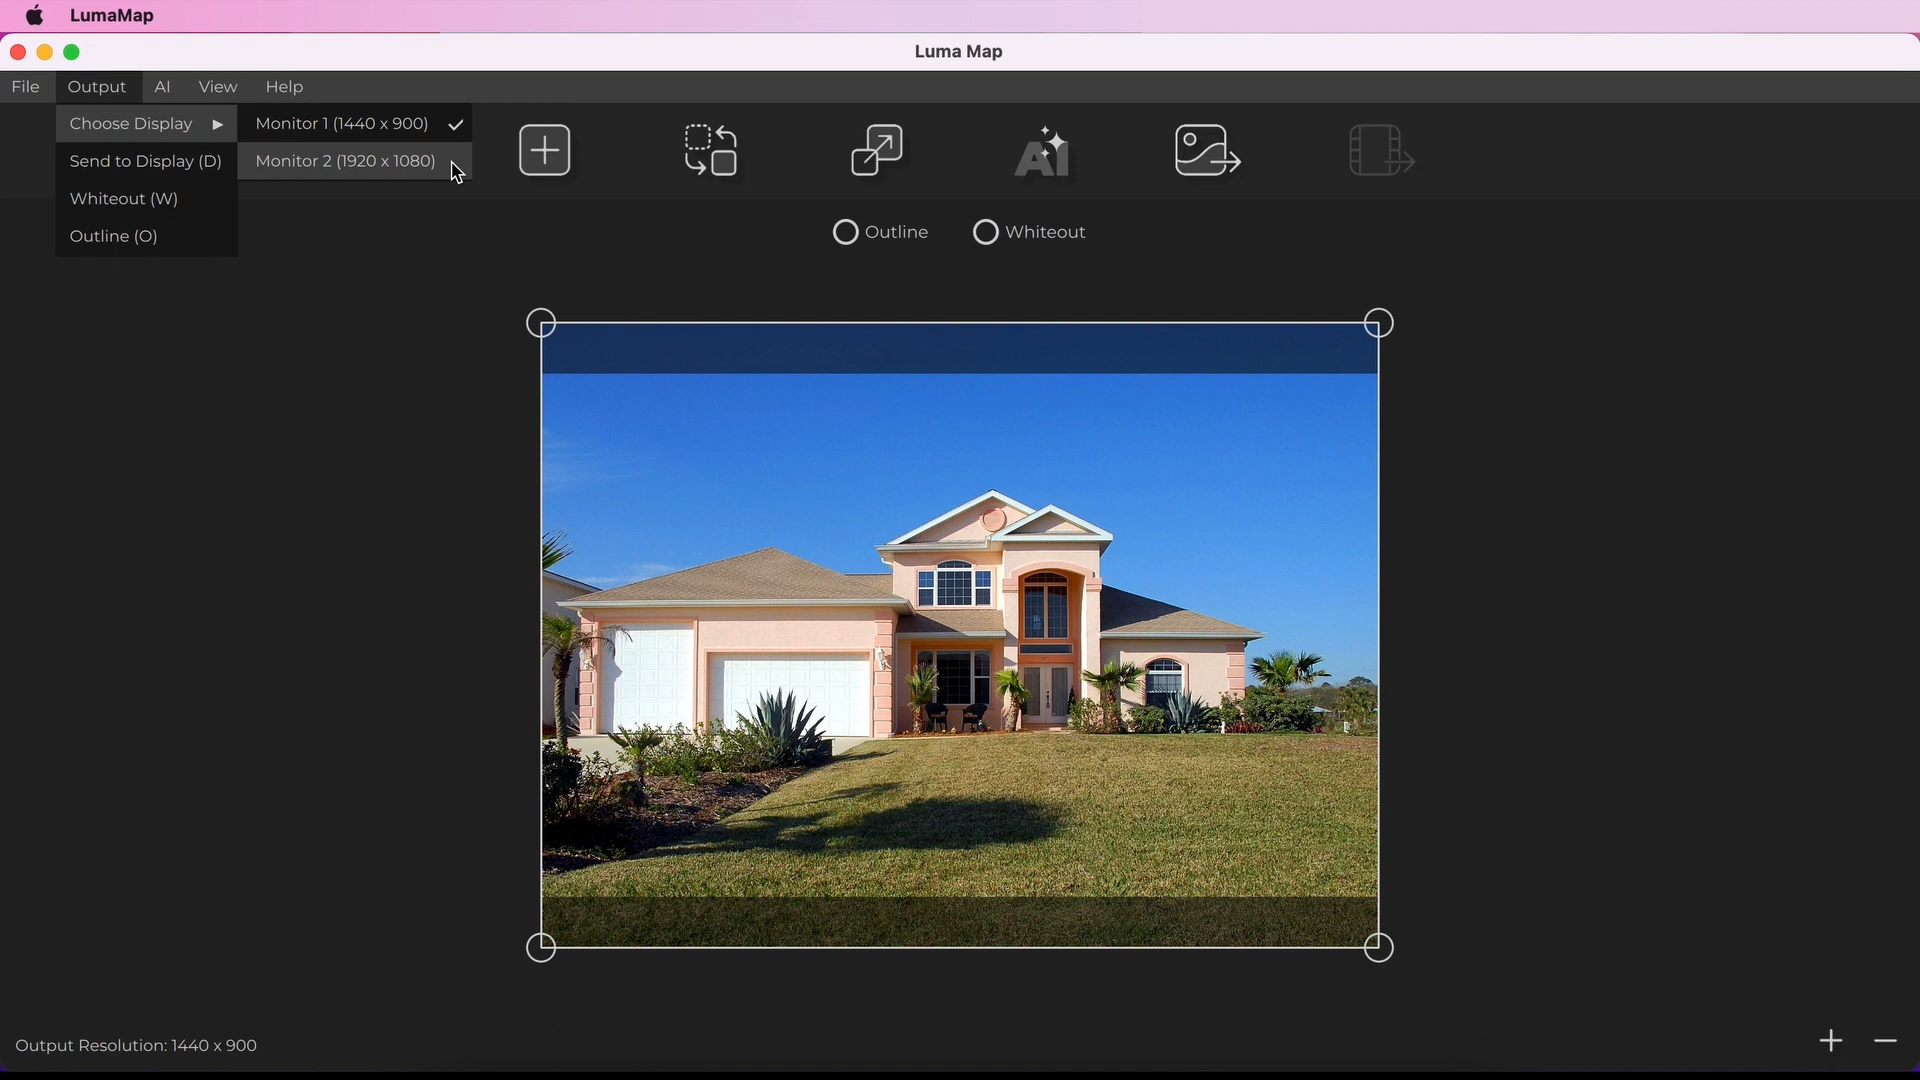 LumaMap
Luma Map
File Output AI View Help
Choose Display ▶ Monitor 1 (1440 x 900) ✓
Send to Display (D) Monitor 2 (1920 x 1080)
Whiteout (W)
Outline (O)
AI
Outline Whiteout
Output Resolution: 1440 x 900